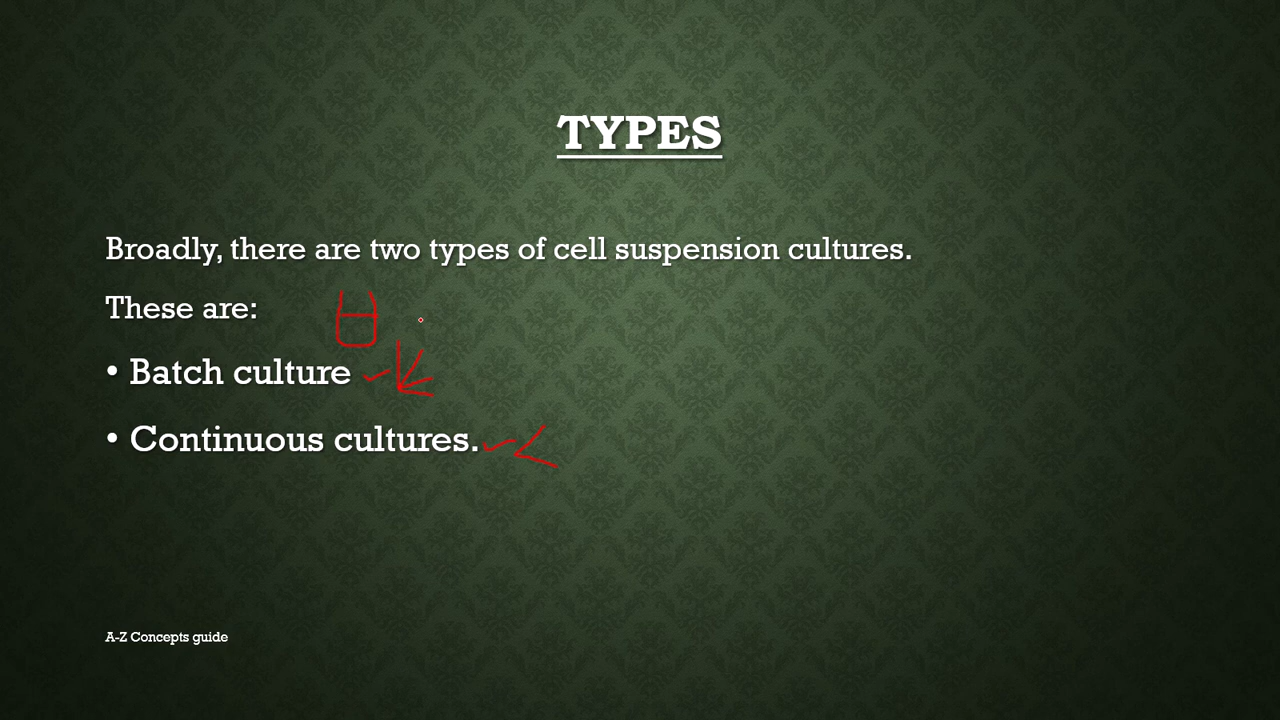 TYPES
Broadly, there are two types of cell suspension cultures.
These are:
• Batch culture
• Continuous cultures.
A-Z Concepts guide